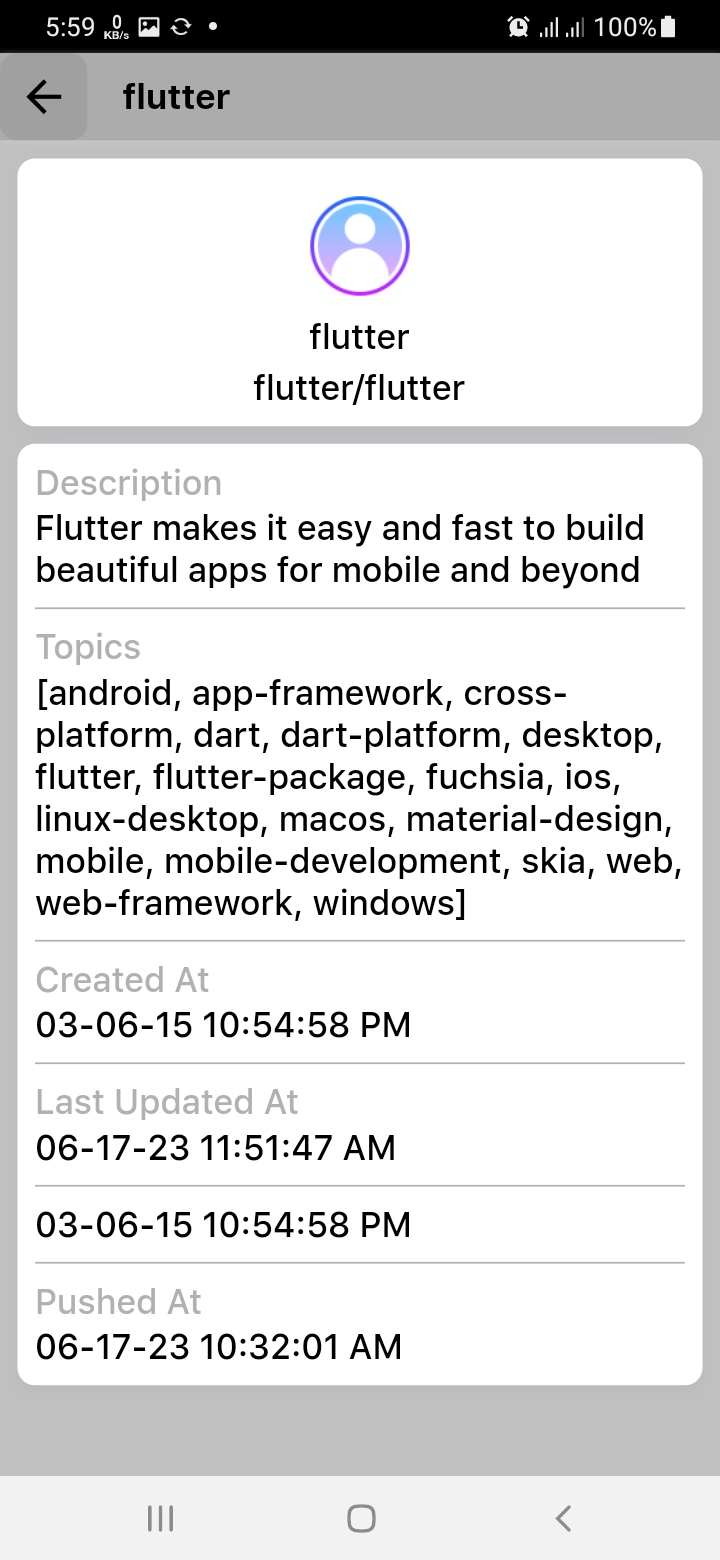 5:59 0 KB/s 100%
flutter
flutter
flutter/flutter
Description
Flutter makes it easy and fast to build
beautiful apps for mobile and beyond
Topics
[android, app-framework, cross-
platform, dart, dart-platform, desktop,
flutter, flutter-package, fuchsia, ios,
linux-desktop, macos, material-design,
mobile, mobile-development, skia, web,
web-framework, windows]
Created At
03-06-15 10:54:58 PM
Last Updated At
06-17-23 11:51:47 AM
03-06-15 10:54:58 PM
Pushed At
06-17-23 10:32:01 AM